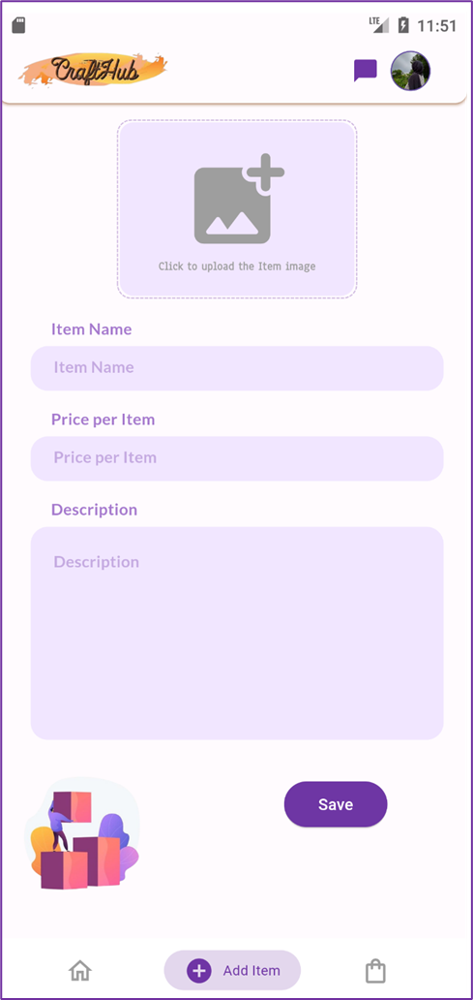 LTE 11:51
CraftHub
Click to upload the Item image
Item Name
Item Name
Price per Item
Price per Item
Description
Description
Save
Add Item